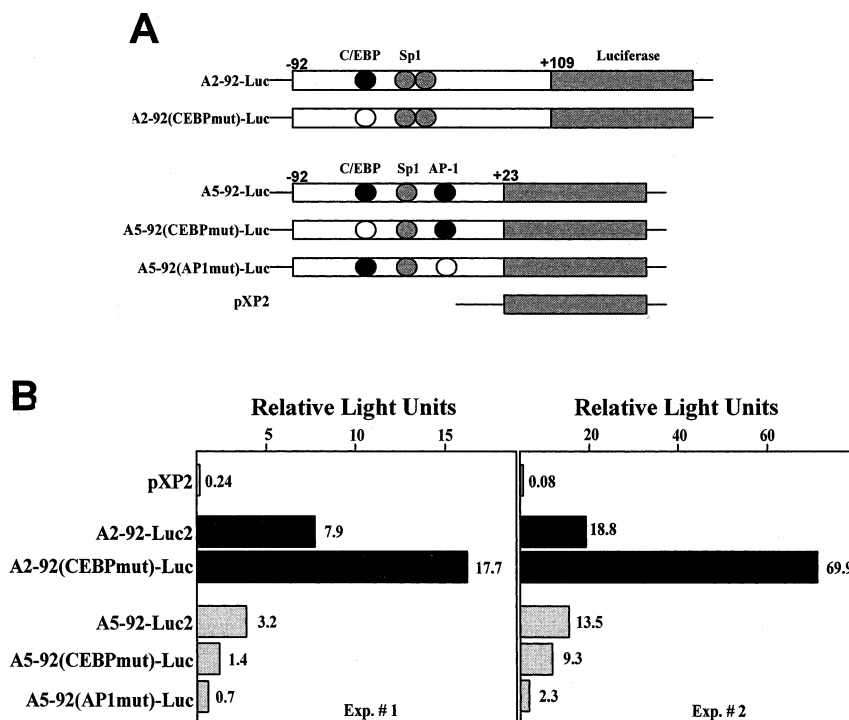 A
C/EBP Sp1
-92 +109 Luciferase
A2-92-Luc
A2-92(CEBPmut)-Luc
C/EBP Sp1 AP-1
-92 +23
A5-92-Luc
A5-92(CEBPmut)-Luc
A5-92(AP1mut)-Luc
pXP2
B
Relative Light Units Relative Light Units
5 10 15 20 40 60
pXP2 0.24 0.08
A2-92-Luc2 7.9 18.8
A2-92(CEBPmut)-Luc 17.7 69.9
A5-92-Luc2 3.2 13.5
A5-92(CEBPmut)-Luc 1.4 9.3
A5-92(AP1mut)-Luc 0.7 2.3
Exp. # 1 Exp. # 2